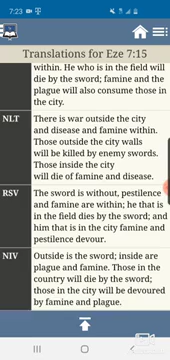 7:23
Translations for Eze 7:15
within. He who is in the field will
die by the sword; famine and the
plague will also consume those in
the city.
NLT There is war outside the city
and disease and famine within.
Those outside the city walls
will be killed by enemy swords.
Those inside the city
will die of famine and disease.
RSV The sword is without, pestilence
and famine are within; he that is
in the field dies by the sword; and
him that is in the city famine and
pestilence devour.
NIV Outside is the sword; inside are
plague and famine. Those in the
country will die by the sword;
those in the city will be devoured
by famine and plague.